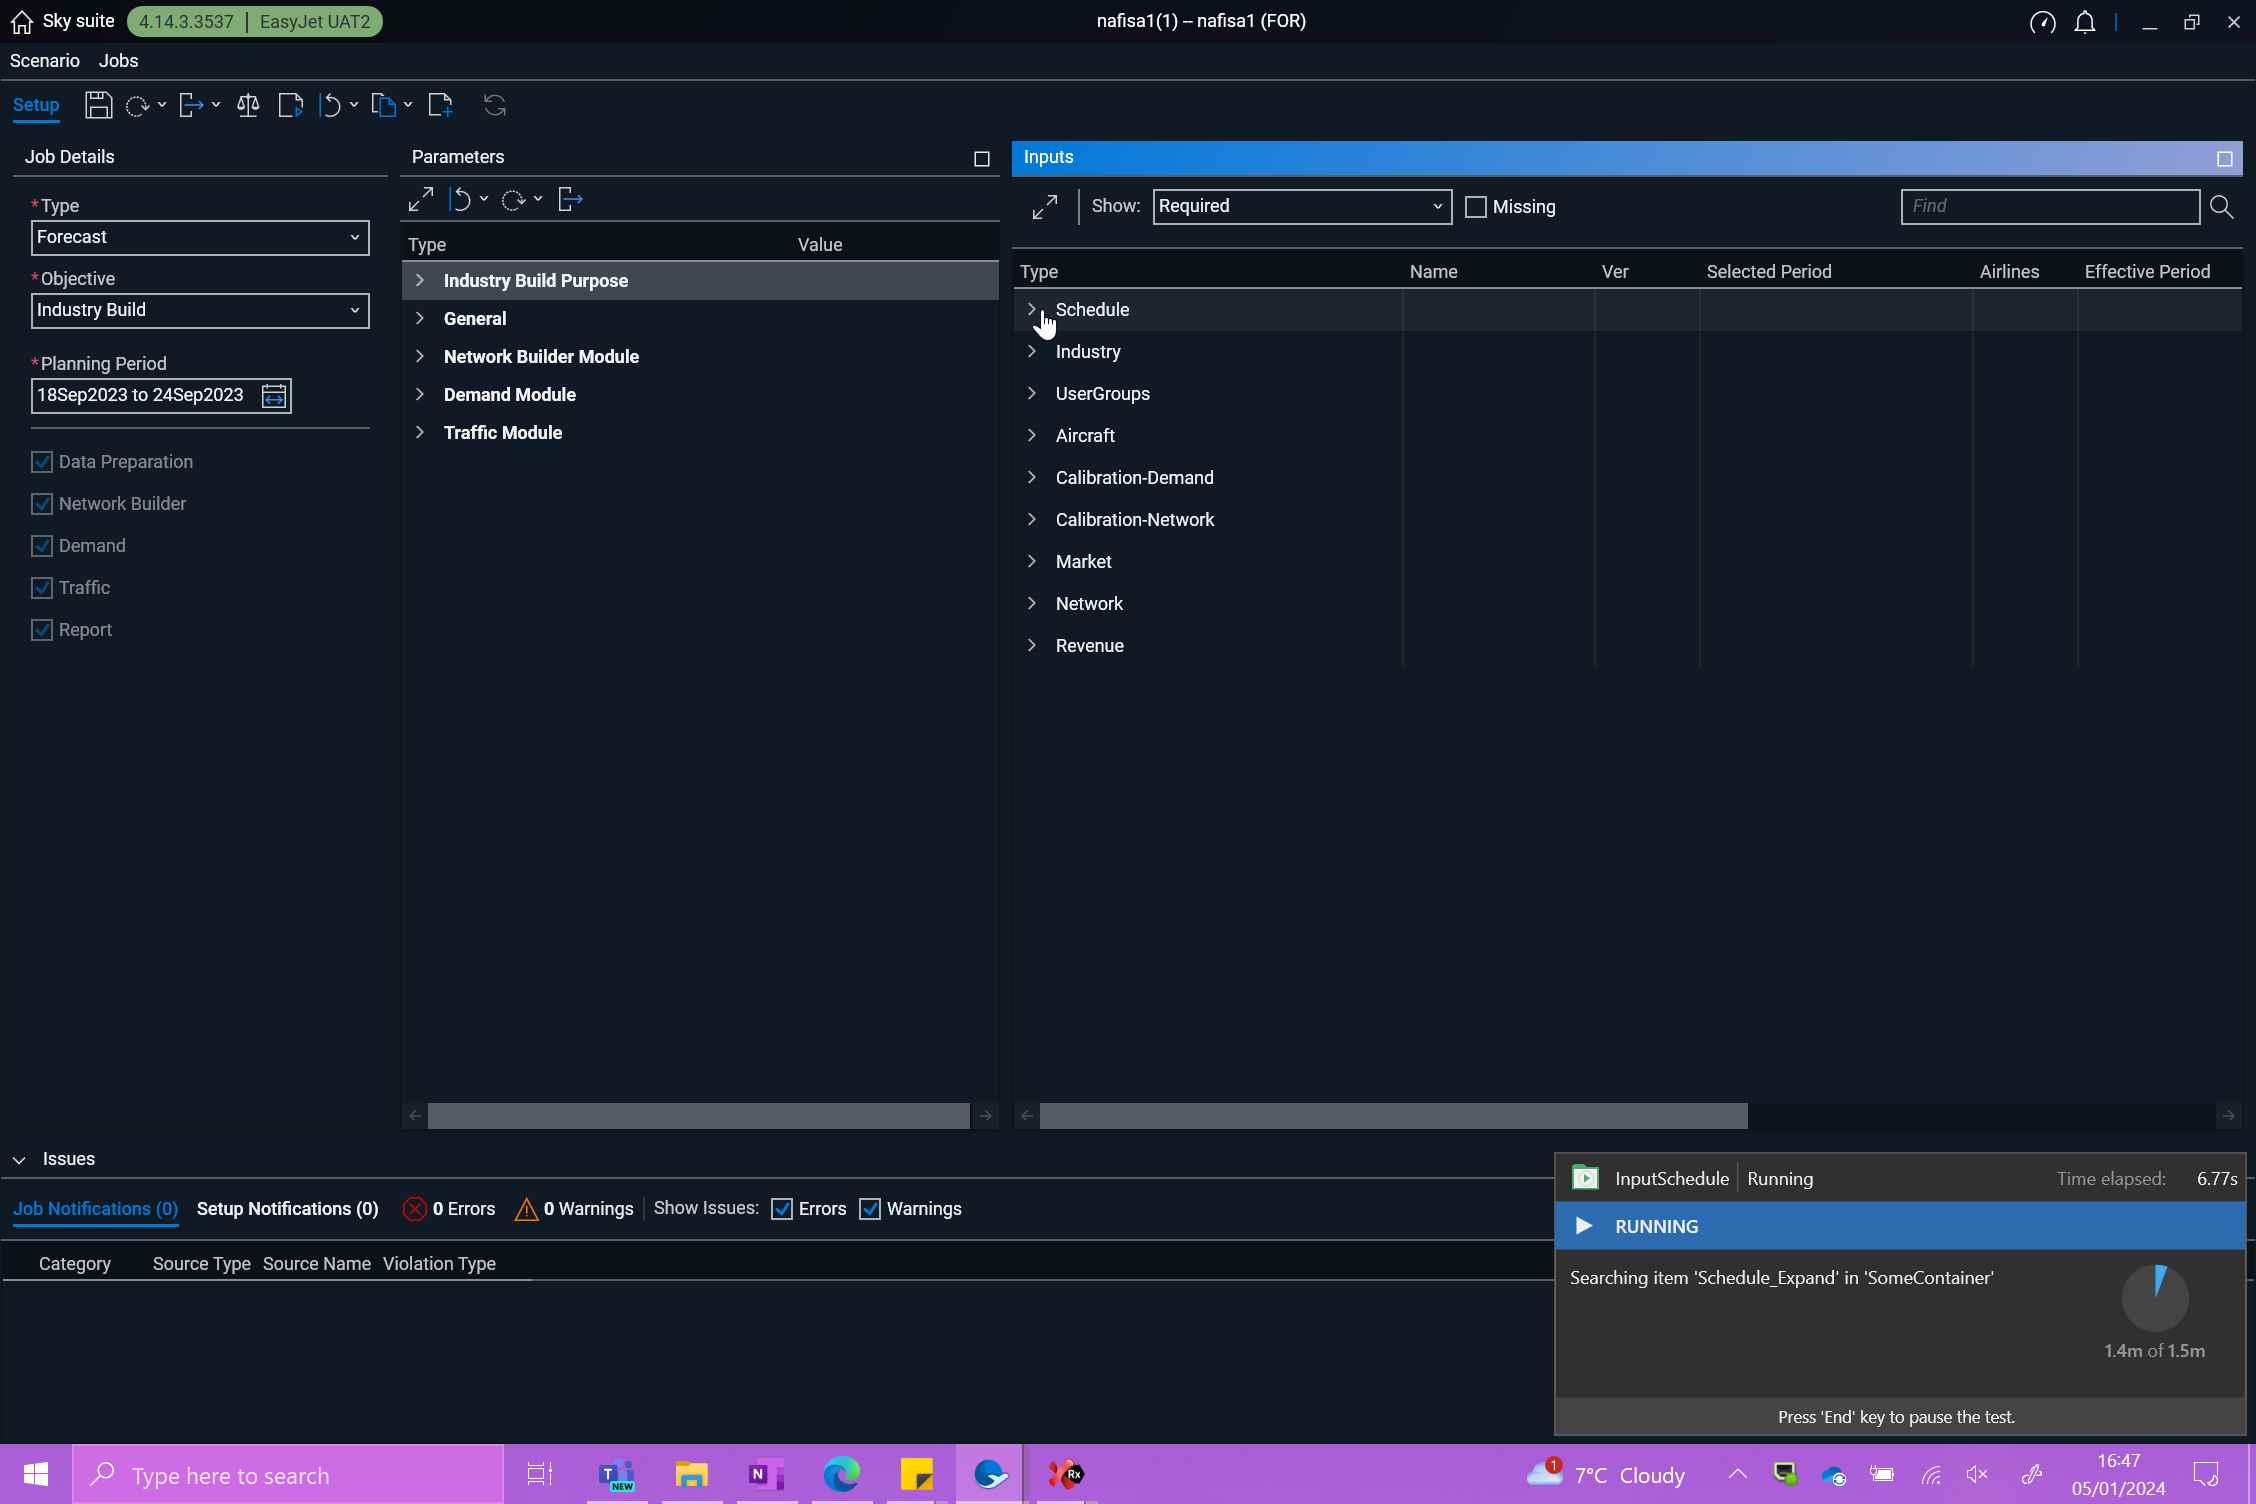 Sky suite 4.14.3.3537 | EasyJet UAT2 nafisa1(1) – nafisa1 (FOR)
Scenario Jobs
Setup
Job Details
*Type
Forecast
*Objective
Industry Build
*Planning Period
18Sep2023 to 24Sep2023
Data Preparation
Network Builder
Demand
Traffic
Report
Parameters
Type Value
Industry Build Purpose
General
Network Builder Module
Demand Module
Traffic Module
Inputs
Show: Required Missing Find
Type Name Ver Selected Period Airlines Effective Period
Schedule
Industry
UserGroups
Aircraft
Calibration-Demand
Calibration-Network
Market
Network
Revenue
Issues
Job Notifications (0) Setup Notifications (0) 0 Errors 0 Warnings Show Issues: Errors Warnings
Category Source Type Source Name Violation Type
InputSchedule Running Time elapsed: 6.77s
RUNNING
Searching item 'Schedule_Expand' in 'SomeContainer'
1.4m of 1.5m
Press 'End' key to pause the test.
Type here to search
T
NEW
N
Rx
1
7°C Cloudy
16:47
05/01/2024